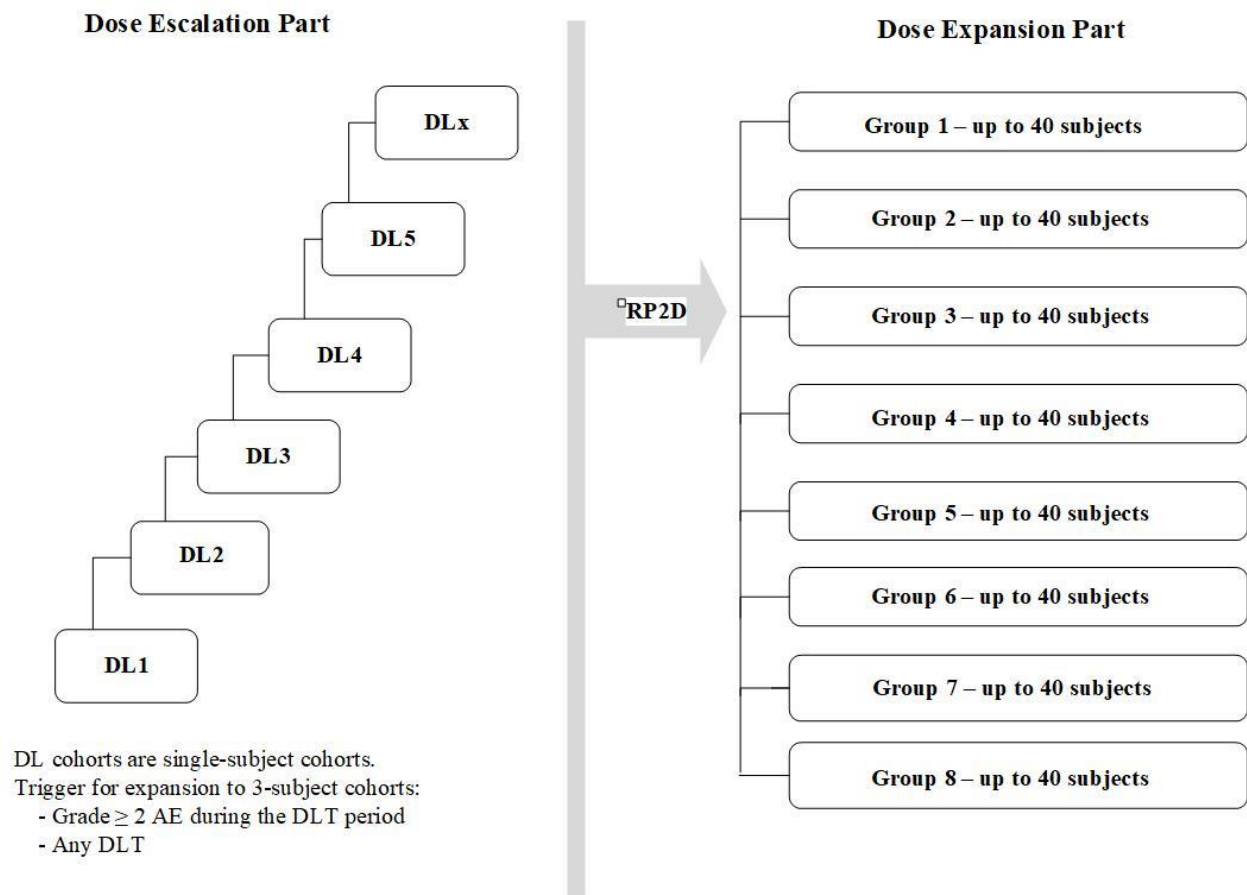 Dose Escalation Part
DLx
DL5
DL4
DL3
DL2
DL1
DL cohorts are single-subject cohorts.
Trigger for expansion to 3-subject cohorts:
- Grade ≥ 2 AE during the DLT period
- Any DLT
RP2D
Dose Expansion Part
Group 1 – up to 40 subjects
Group 2 – up to 40 subjects
Group 3 – up to 40 subjects
Group 4 – up to 40 subjects
Group 5 – up to 40 subjects
Group 6 – up to 40 subjects
Group 7 – up to 40 subjects
Group 8 – up to 40 subjects